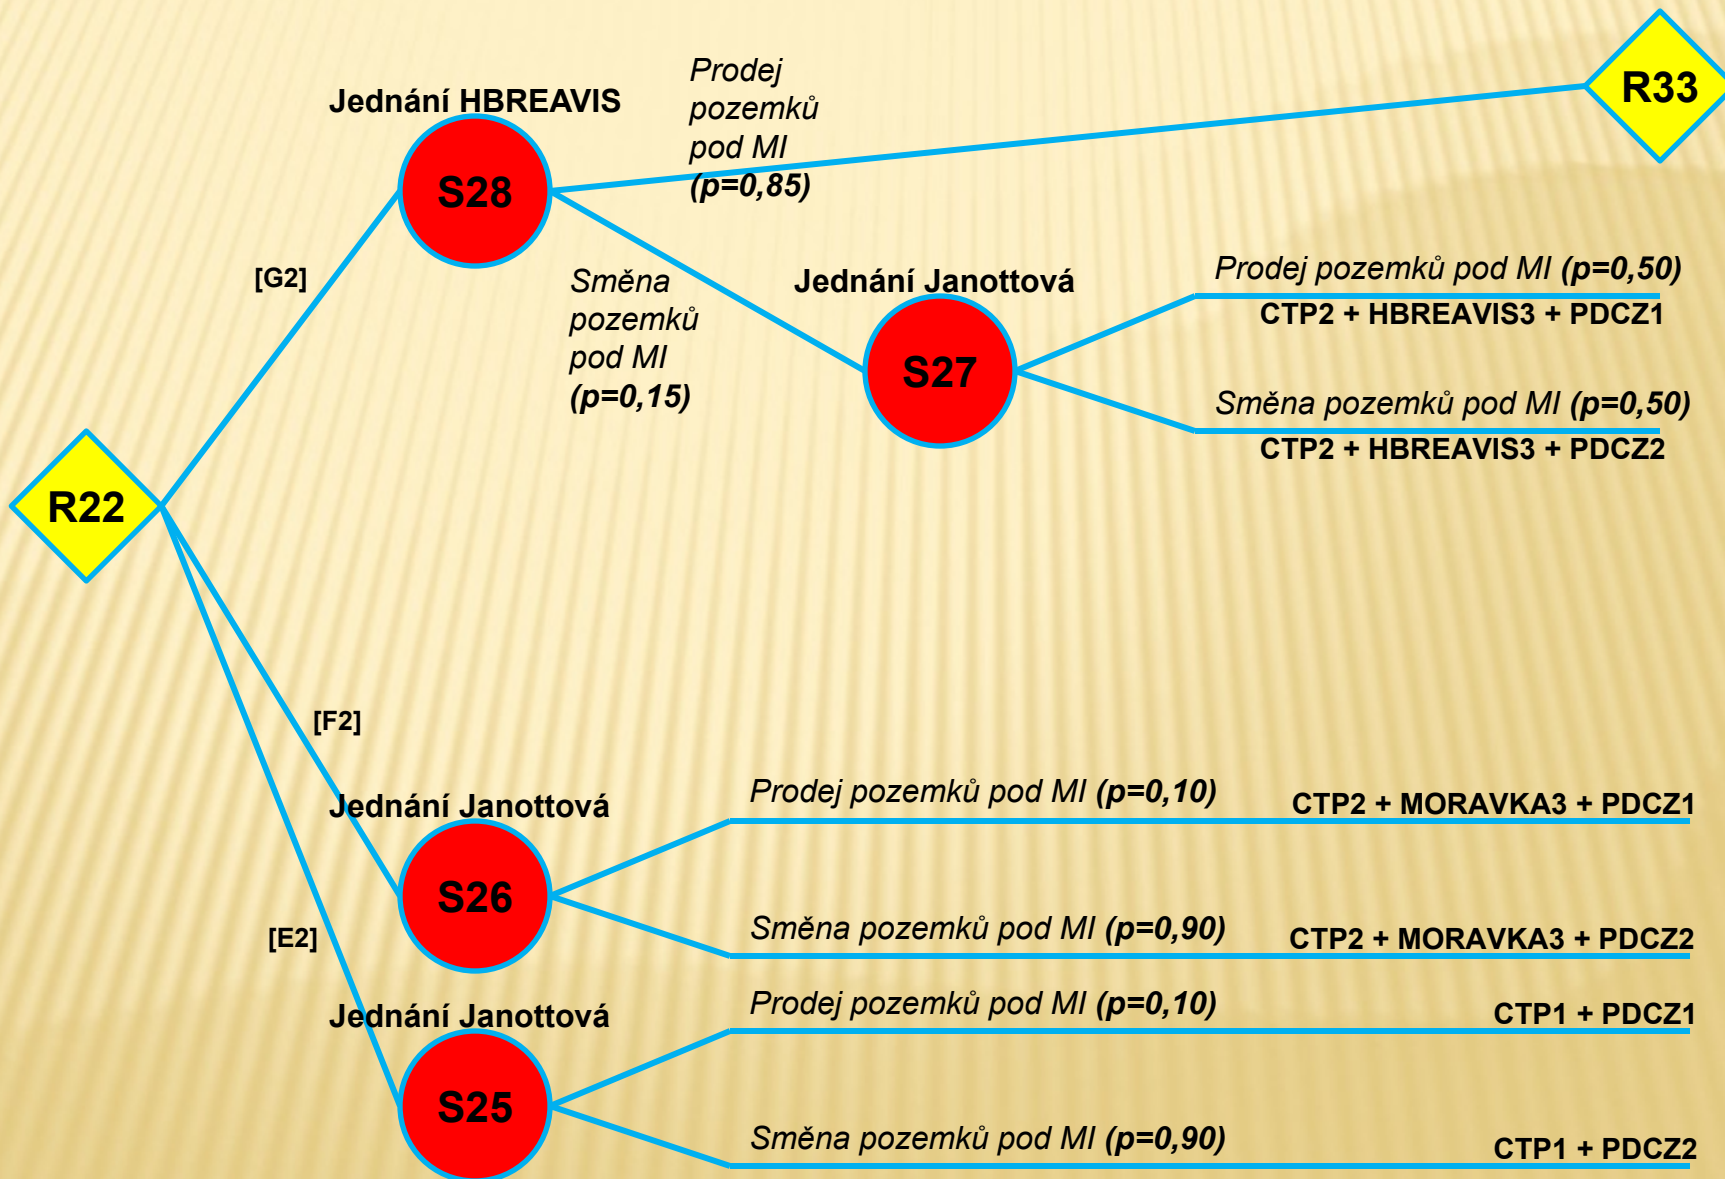 Prodej
pozemků
pod MI
(p=0,85)
Jednání HBREAVIS
R33
S28
[G2]
Směna
pozemků
pod MI
(p=0,15)
Jednání Janottová
S27
Prodej pozemků pod MI (p=0,50)
CTP2 + HBREAVIS3 + PDCZ1
Směna pozemků pod MI (p=0,50)
CTP2 + HBREAVIS3 + PDCZ2
R22
[F2]
Jednání Janottová
S26
Prodej pozemků pod MI (p=0,10)
CTP2 + MORAVKA3 + PDCZ1
Směna pozemků pod MI (p=0,90)
CTP2 + MORAVKA3 + PDCZ2
[E2]
Jednání Janottová
S25
Prodej pozemků pod MI (p=0,10)
CTP1 + PDCZ1
Směna pozemků pod MI (p=0,90)
CTP1 + PDCZ2